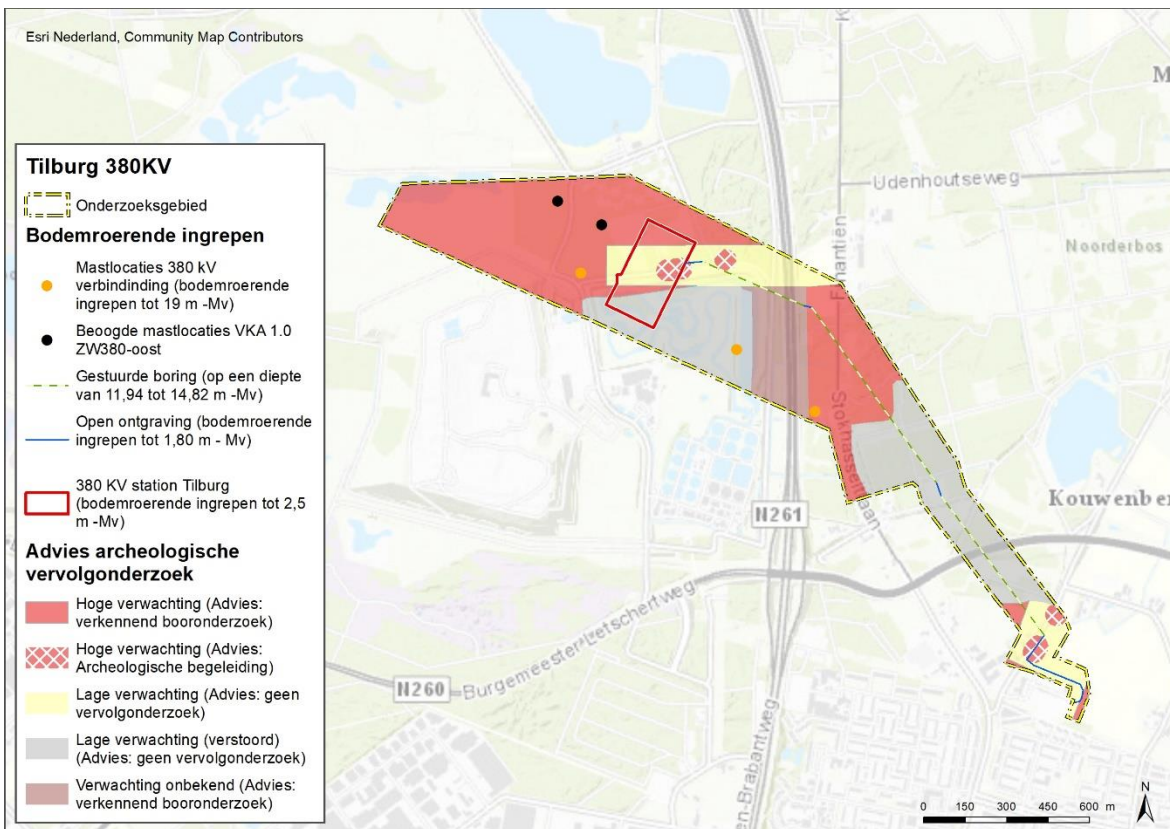 Esri Nederland, Community Map Contributors
Tilburg 380KV
Onderzoeksgebied
Bodemroerende ingrepen
Mastlocaties 380 kV
verbindinding (bodemroerende
ingrepen tot 19 m -Mv)
Beoogde mastlocaties VKA 1.0
ZW380-oost
Gestuurde boring (op een diepte
van 11,94 tot 14,82 m -Mv)
Open ontgraving (bodemroerende
ingrepen tot 1,80 m - Mv)
380 KV station Tilburg
(bodemroerende ingrepen tot 2,5
m -Mv)
Advies archeologische
vervolgonderzoek
Hoge verwachting (Advies:
verkennend booronderzoek)
Hoge verwachting (Advies:
Archeologische begeleiding)
Lage verwachting (Advies: geen
vervolgonderzoek)
Lage verwachting (verstoord)
(Advies: geen vervolgonderzoek)
Verwachting onbekend (Advies:
verkennend booronderzoek)
Udenhoutseweg
Noorderbos
N261
N260
Burgemeester Letschertweg
0 150 300 450 600 m
N